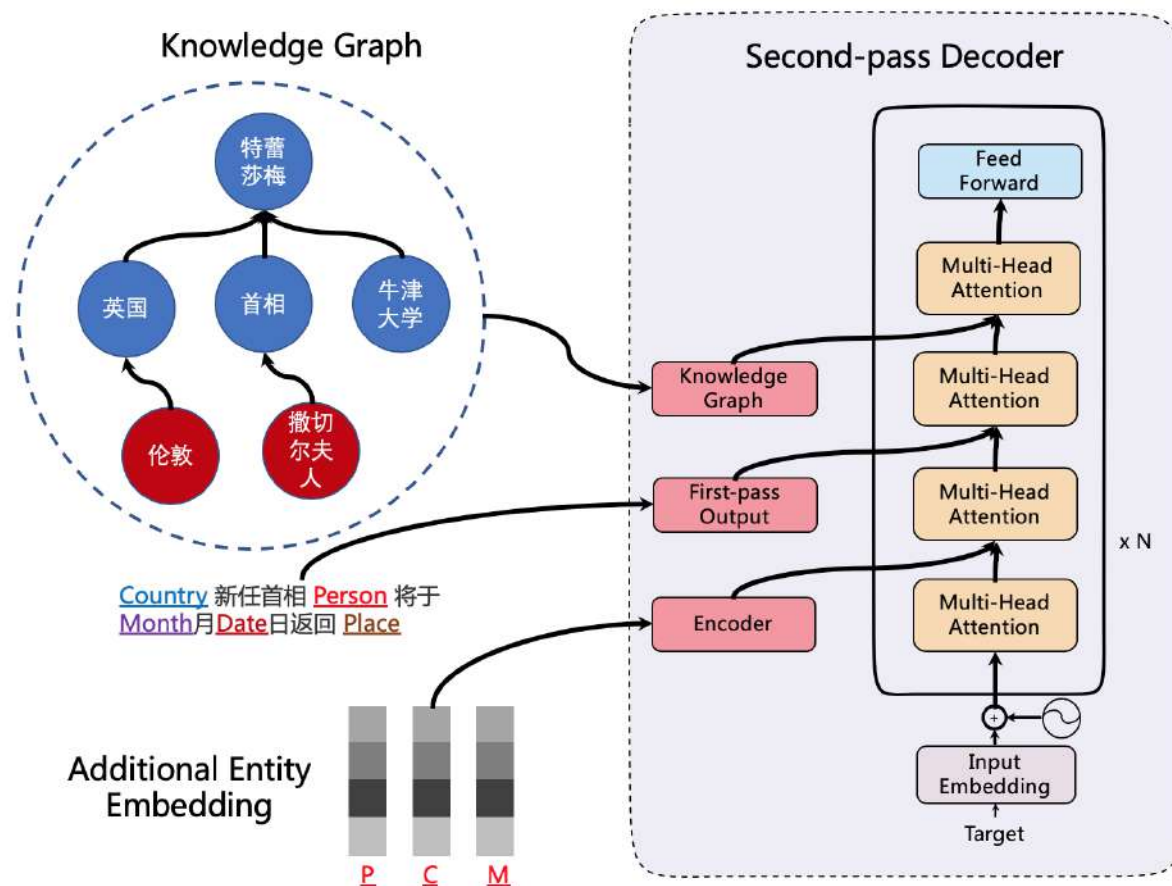 Knowledge Graph
特蕾
莎梅
英国
首相
牛津
大学
伦敦
撒切
尔夫
人
Country 新任首相 Person 将于
Month月Date日返回 Place
Additional Entity
Embedding
P C M
Second-pass Decoder
Feed
Forward
Multi-Head
Attention
Knowledge
Graph
Multi-Head
Attention
First-pass
Output
Multi-Head
Attention
x N
Encoder
Multi-Head
Attention
+
Input
Embedding
Target